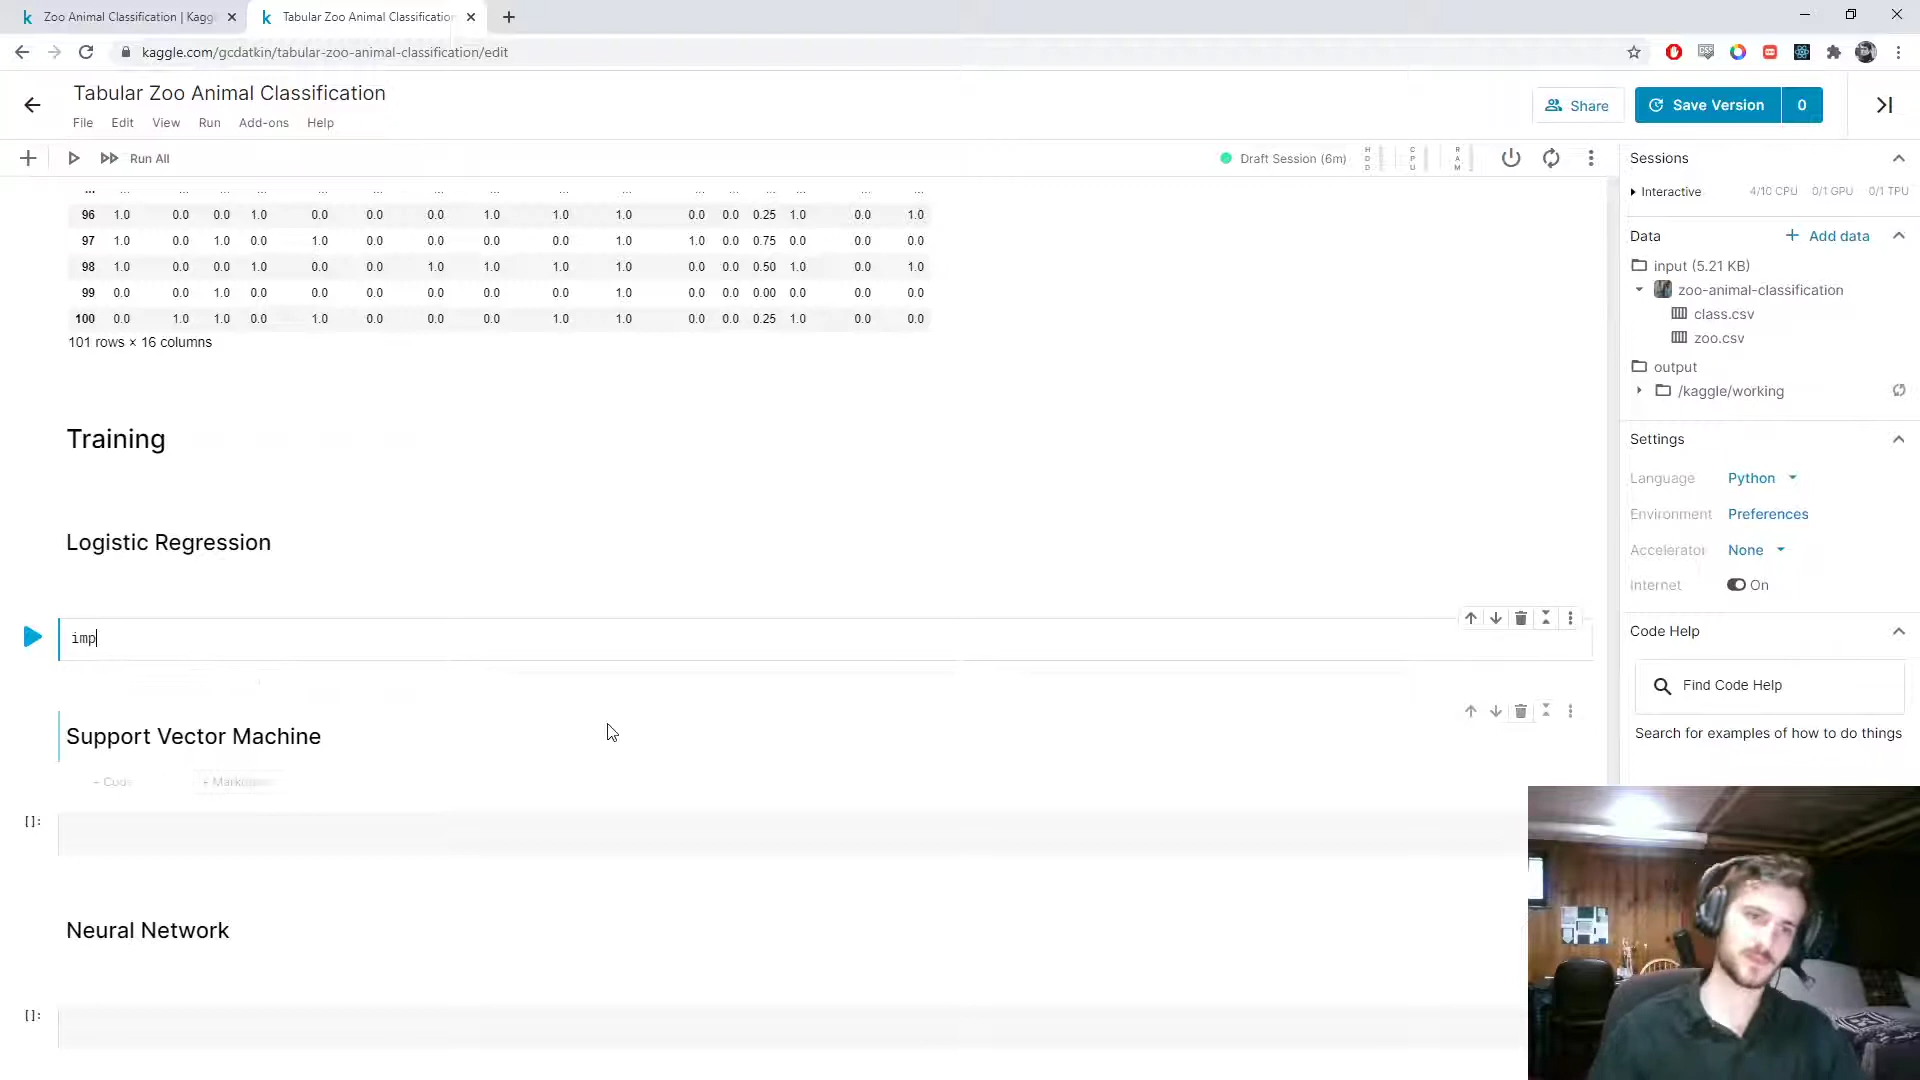 Zoo Animal Classification | Kagg
Tabular Zoo Animal Classification
kaggle.com/gcdatkin/tabular-zoo-animal-classification/edit
Tabular Zoo Animal Classification
File Edit View Run Add-ons Help
Share
Save Version 0
Run All
Draft Session (6m)
HDD
CPU
RAM
... ... ... ... ... ... ... ... ... ... ... ... ... ... ... ... ...
96 1.0 0.0 0.0 1.0 0.0 0.0 0.0 1.0 1.0 1.0 0.0 0.0 0.25 1.0 0.0 1.0
97 1.0 0.0 1.0 0.0 1.0 0.0 0.0 0.0 0.0 1.0 1.0 0.0 0.75 0.0 0.0 0.0
98 1.0 0.0 0.0 1.0 0.0 0.0 1.0 1.0 1.0 1.0 0.0 0.0 0.50 1.0 0.0 1.0
99 0.0 0.0 1.0 0.0 0.0 0.0 0.0 0.0 0.0 1.0 0.0 0.0 0.00 0.0 0.0 0.0
100 0.0 1.0 1.0 0.0 1.0 0.0 0.0 0.0 1.0 1.0 0.0 0.0 0.25 1.0 0.0 0.0
101 rows × 16 columns
Training
Logistic Regression
imp
Support Vector Machine
+ Code
[]:
Neural Network
[]:
Sessions
Interactive 4/10 CPU 0/1 GPU 0/1 TPU
Data + Add data
input (5.21 KB)
zoo-animal-classification
class.csv
zoo.csv
output
/kaggle/working
Settings
Language Python
Environment Preferences
Accelerato None
Internet On
Code Help
Find Code Help
Search for examples of how to do things